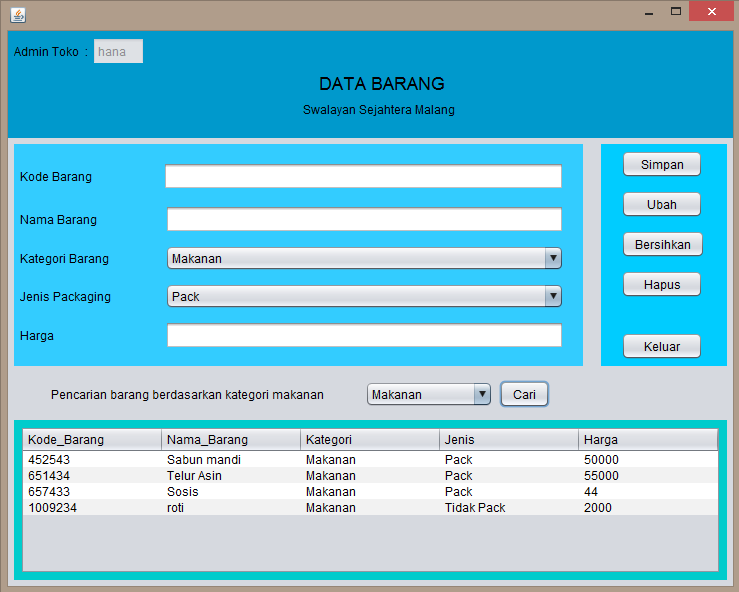 Admin Toko : hana
DATA BARANG
Swalayan Sejahtera Malang
Kode Barang
Nama Barang
Kategori Barang Makanan
Jenis Packaging Pack
Harga
Simpan
Ubah
Bersihkan
Hapus
Keluar
Pencarian barang berdasarkan kategori makanan Makanan Cari
Kode_Barang Nama_Barang Kategori Jenis Harga
452543 Sabun mandi Makanan Pack 50000
651434 Telur Asin Makanan Pack 55000
657433 Sosis Makanan Pack 44
1009234 roti Makanan Tidak Pack 2000